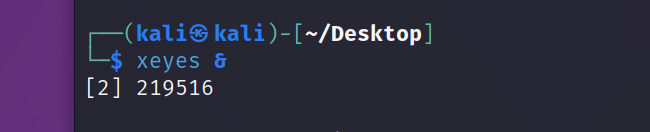 ┌──(kali㉿kali)-[~/Desktop]
└─$ xeyes &
[2] 219516